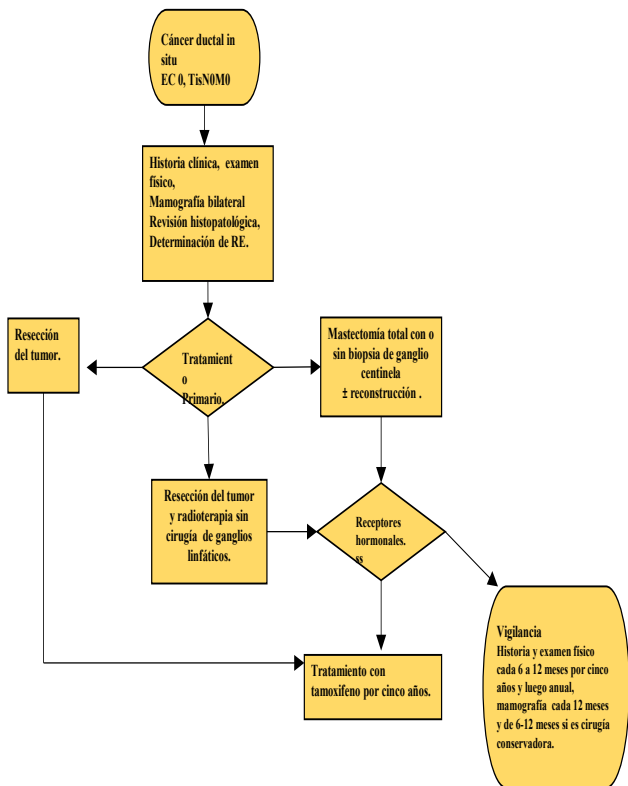 Cáncer ductal in
situ
EC 0, TisN0M0
Historia clínica, examen
físico,
Mamografía bilateral
Revisión histopatológica,
Determinación de RE.
Resección
del tumor.
Tratamient
o
Primario.
Mastectomía total con o
sin biopsia de ganglio
centinela
± reconstrucción .
Resección del tumor
y radioterapia sin
cirugía de ganglios
linfáticos.
Receptores
hormonales.
ss
Tratamiento con
tamoxifeno por cinco años.
Vigilancia
Historia y examen físico
cada 6 a 12 meses por cinco
años y luego anual,
mamografía cada 12 meses
y de 6-12 meses si es cirugía
conservadora.